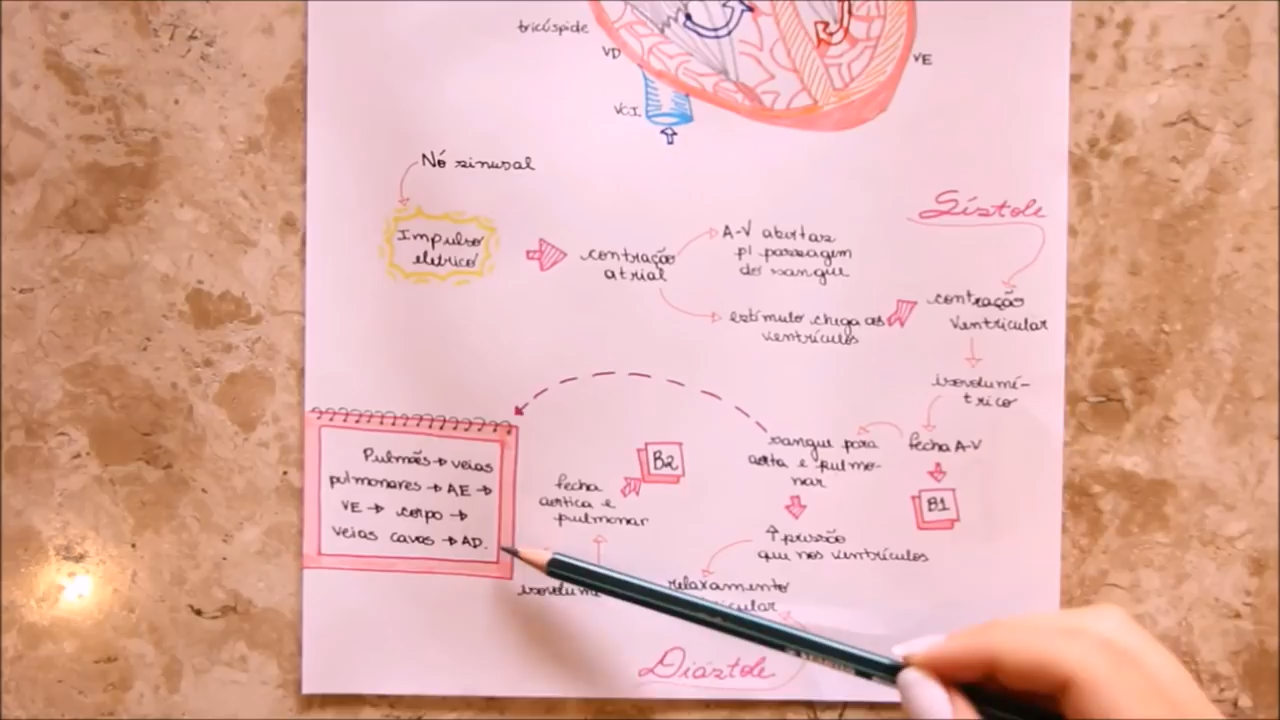 tricúspide
VD
VE
VCI
Nó sinusal
Impulso
elétrico
contração
atrial
A-V abertas
p/ passagem
do sangue
estímulo chega aos
ventrículos
Sístole
contração
ventricular
isovolumé-
trico
fecha A-V
B1
sangue para
aorta e pulmo-
nar
↑ pressão
que nos ventrículos
relaxamento
Diástole
fecha
aórtica e
pulmonar
B2
Pulmões → veias
pulmonares → AE →
VE → corpo →
veias cavas → AD.